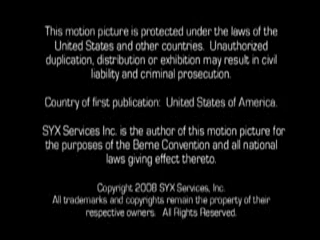 This motion picture is protected under the laws of the
United States and other countries. Unauthorized
duplication, distribution or exhibition may result in civil
liability and criminal prosecution.
Country of first publication: United States of America.
SYX Services Inc. is the author of this motion picture for
the purposes of the Berne Convention and all national
laws giving effect thereto.
Copyright 2008 SYX Services, Inc.
All trademarks and copyrights remain the property of their
respective owners. All Rights Reserved.